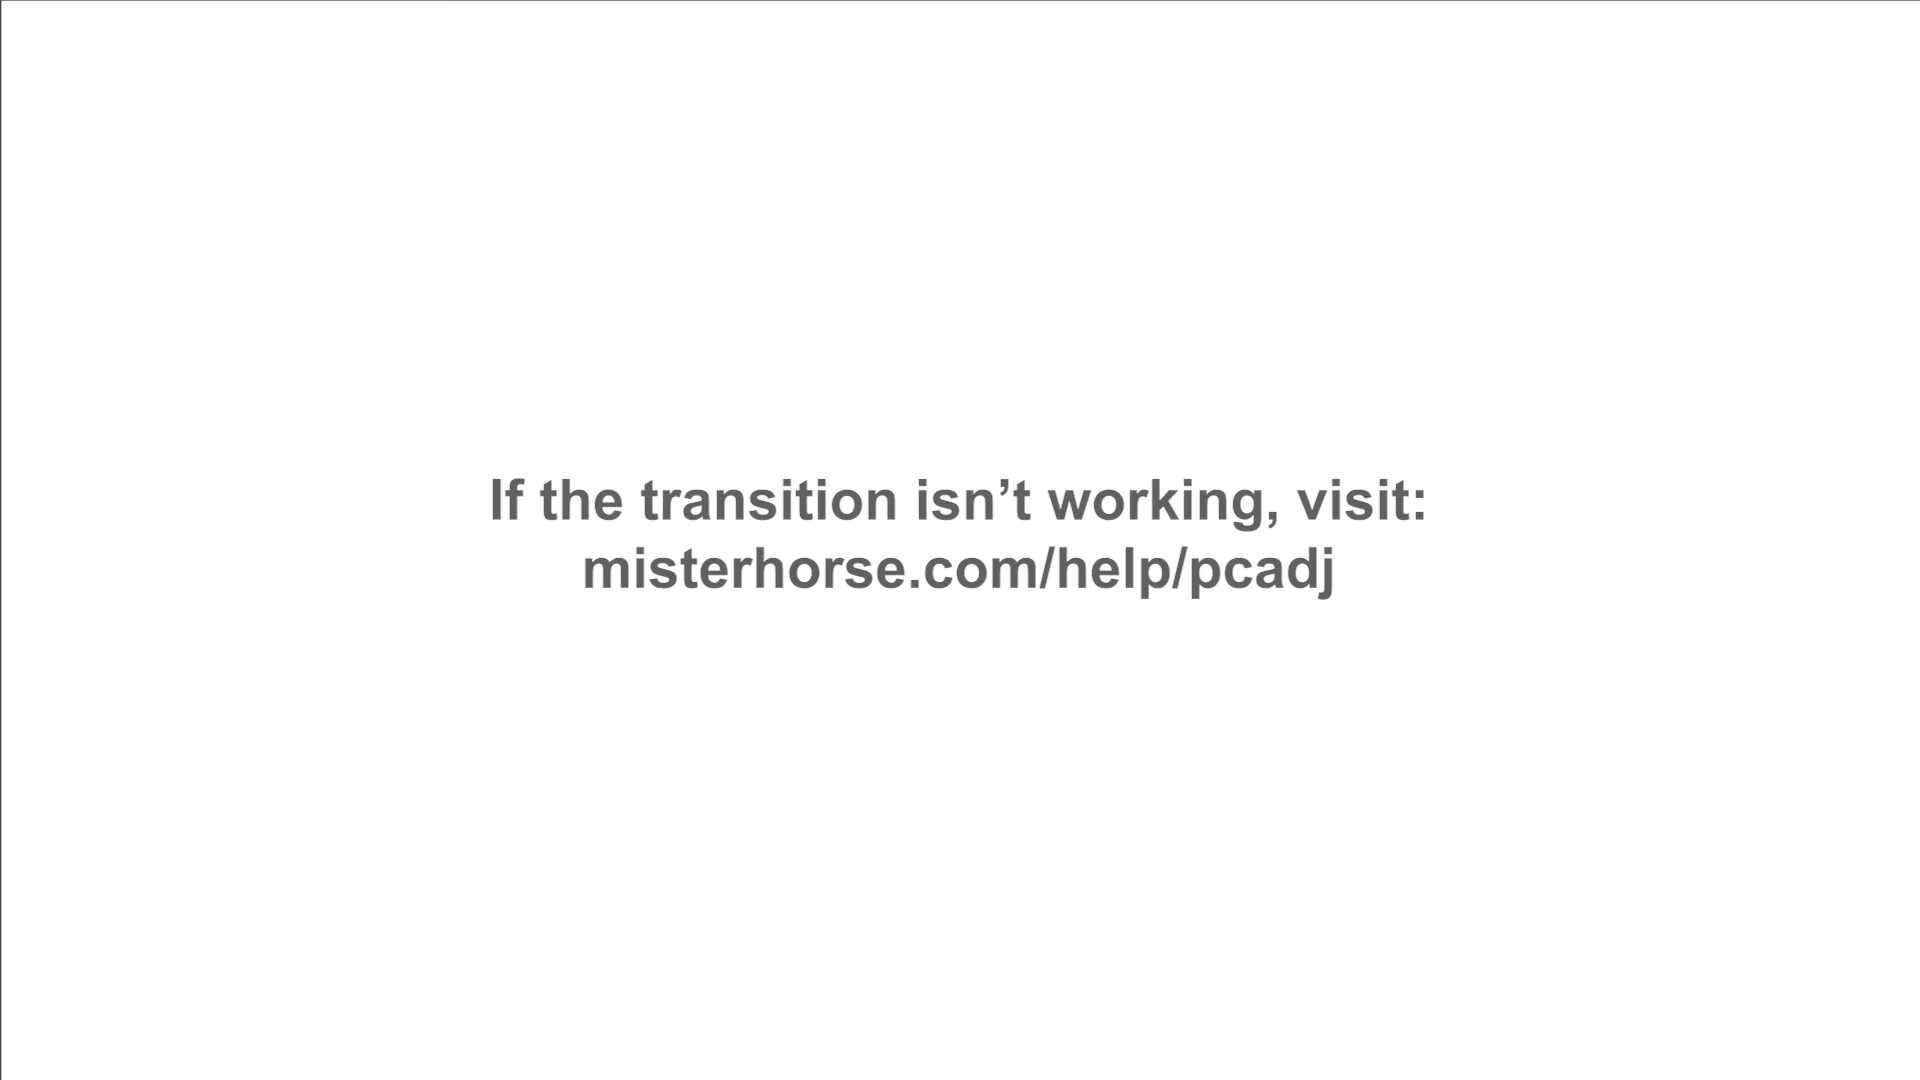 If the transition isn’t working, visit:
misterhorse.com/help/pcadj